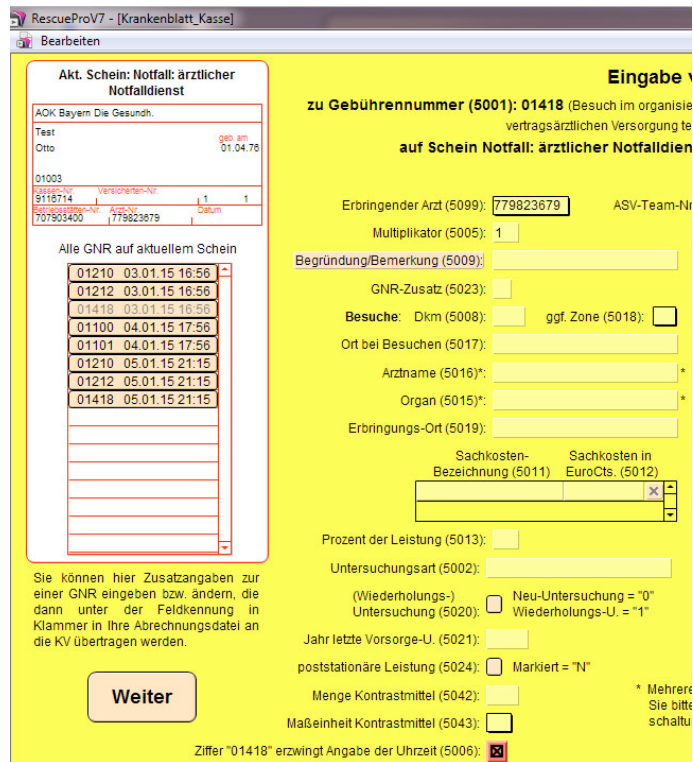 RescueProV7 - [Krankenblatt_Kasse]
Bearbeiten
Akt. Schein: Notfall: ärztlicher
Notfalldienst
AOK Bayern Die Gesundh.
Test
geb. am
Otto 01.04.76
01003
Kassen-Nr. Versicherten-Nr.
9116714 1 1
Betriebsstätten-Nr. Arzt-Nr. Datum
707903400 779823679
Alle GNR auf aktuellem Schein
01210 03.01.15 16:56
01212 03.01.15 16:56
01418 03.01.15 16:56
01100 04.01.15 17:56
01101 04.01.15 17:56
01210 05.01.15 21:15
01212 05.01.15 21:15
01418 05.01.15 21:15
Sie können hier Zusatzangaben zur
einer GNR eingeben bzw. ändern, die
dann unter der Feldkennung in
Klammer in Ihre Abrechnungsdatei an
die KV übertragen werden.
Weiter
Eingabe v
zu Gebührennummer (5001): 01418 (Besuch im organisie
vertragsärztlichen Versorgung te
auf Schein Notfall: ärztlicher Notfalldien
Erbringender Arzt (5099): 779823679 ASV-Team-Nr
Multiplikator (5005): 1
Begründung/Bemerkung (5009):
GNR-Zusatz (5023):
Besuche: Dkm (5008): ggf. Zone (5018):
Ort bei Besuchen (5017):
Arztname (5016)*: *
Organ (5015)*: *
Erbringungs-Ort (5019):
Sachkosten- Sachkosten in
Bezeichnung (5011) EuroCts. (5012)
Prozent der Leistung (5013):
Untersuchungsart (5002):
(Wiederholungs-) Neu-Untersuchung = "0"
Untersuchung (5020): Wiederholungs-U. = "1"
Jahr letzte Vorsorge-U. (5021):
poststationäre Leistung (5024): Markiert = "N"
Menge Kontrastmittel (5042): * Mehrere
Sie bitte
Maßeinheit Kontrastmittel (5043): schaltu
Ziffer "01418" erzwingt Angabe der Uhrzeit (5006):